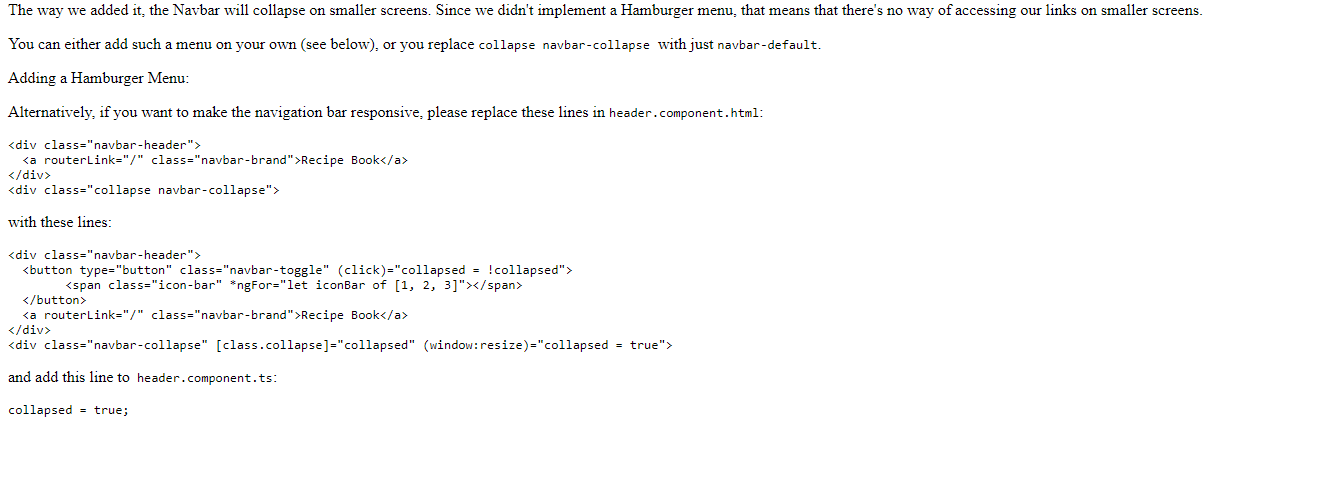 The way we added it, the Navbar will collapse on smaller screens. Since we didn't implement a Hamburger menu, that means that there's no way of accessing our links on smaller screens.
You can either add such a menu on your own (see below), or you replace collapse navbar-collapse with just navbar-default.
Adding a Hamburger Menu:
Alternatively, if you want to make the navigation bar responsive, please replace these lines in header.component.html:
<div class="navbar-header">
  <a routerLink="/" class="navbar-brand">Recipe Book</a>
</div>
<div class="collapse navbar-collapse">
with these lines:
<div class="navbar-header">
  <button type="button" class="navbar-toggle" (click)="collapsed = !collapsed">
        <span class="icon-bar" *ngFor="let iconBar of [1, 2, 3]"></span>
  </button>
  <a routerLink="/" class="navbar-brand">Recipe Book</a>
</div>
<div class="navbar-collapse" [class.collapse]="collapsed" (window:resize)="collapsed = true">
and add this line to header.component.ts:
collapsed = true;